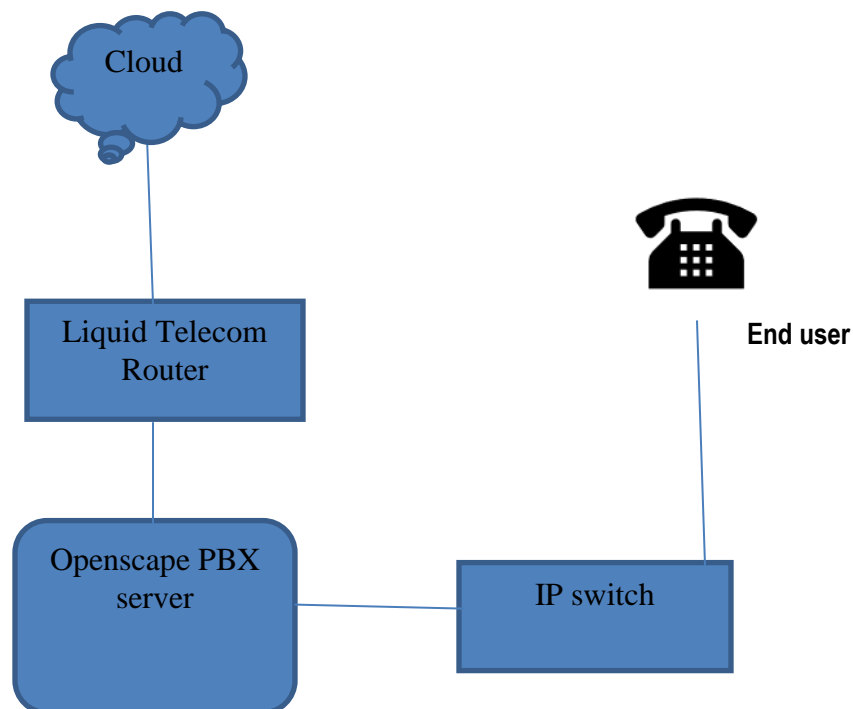 Cloud
Liquid Telecom
Router
End user
Openscape PBX
server
IP switch